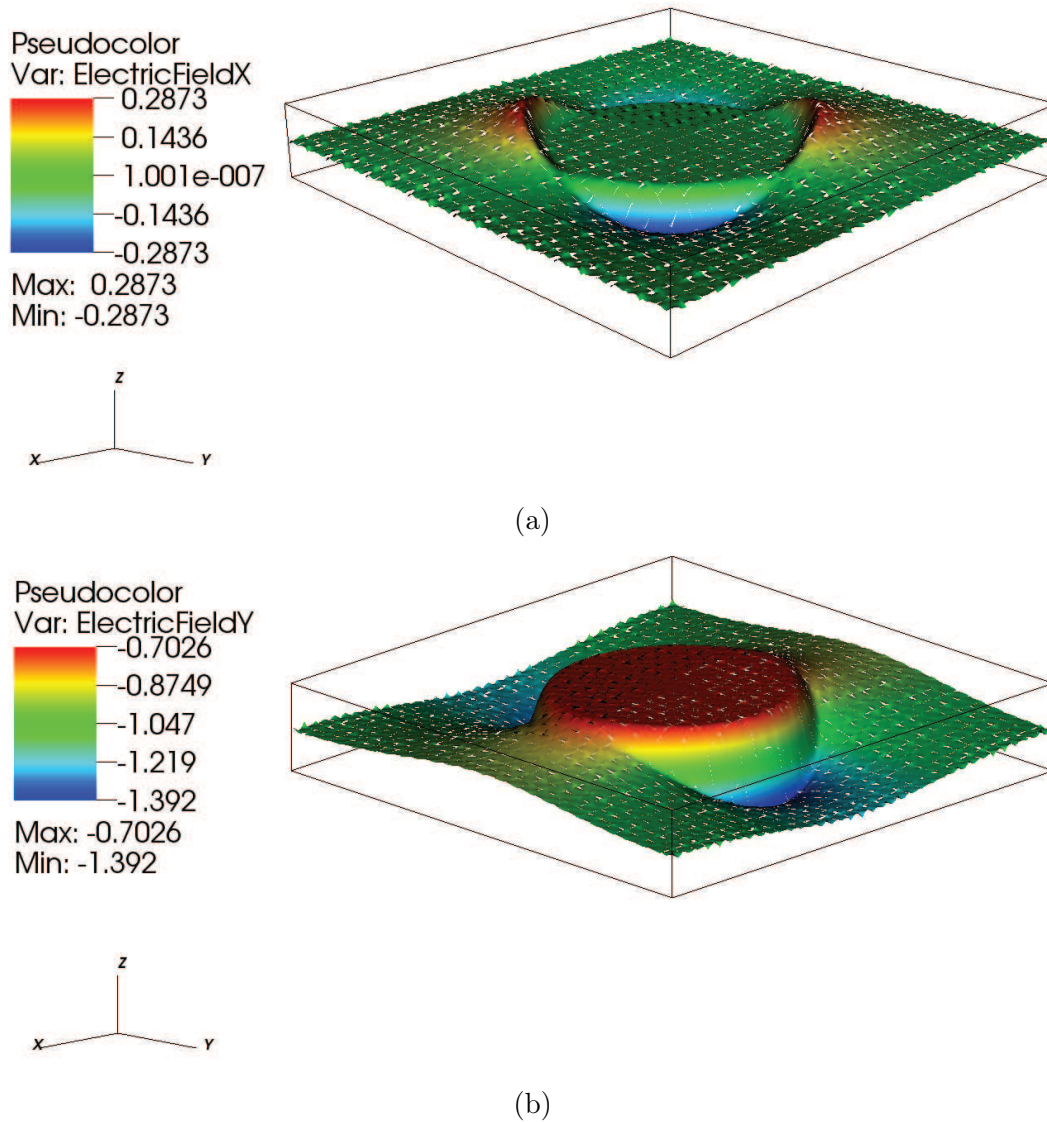 Pseudocolor
Var: ElectricFieldX
0.2873
0.1436
1.001e-007
-0.1436
-0.2873
Max: 0.2873
Min: -0.2873
Z
X
Y
(a)
Pseudocolor
Var: ElectricFieldY
-0.7026
-0.8749
-1.047
-1.219
-1.392
Max: -0.7026
Min: -1.392
Z
X
Y
(b)